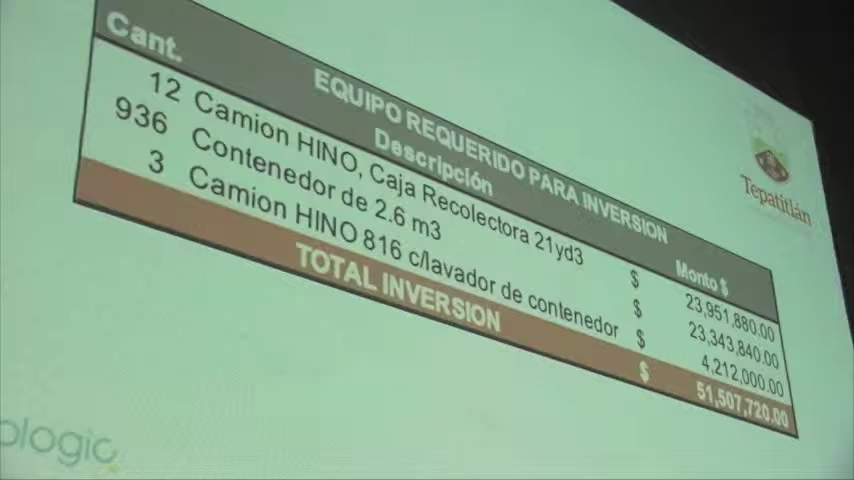 EQUIPO REQUERIDO PARA INVERSION
Cant. Descripción Monto $
12 Camion HINO, Caja Recolectora 21yd3 $ 23,951,880.00
936 Contenedor de 2.6 m3 $ 23,343,840.00
3 Camion HINO 816 c/lavador de contenedor $ 4,212,000.00
TOTAL INVERSION $ 51,507,720.00
Tepatitlán
ologic